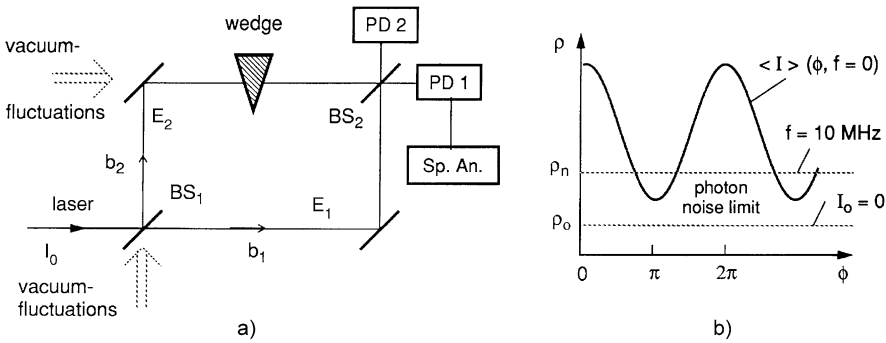 wedge
PD 2
vacuum-
fluctuations
E2
BS2
PD 1
b2
Sp. An.
BS1
laser
E1
I0
b1
vacuum-
fluctuations
a)
ρ
< I > (ϕ, f = 0)
f = 10 MHz
ρn
photon
noise limit
Io = 0
ρo
0
π
2π
ϕ
b)